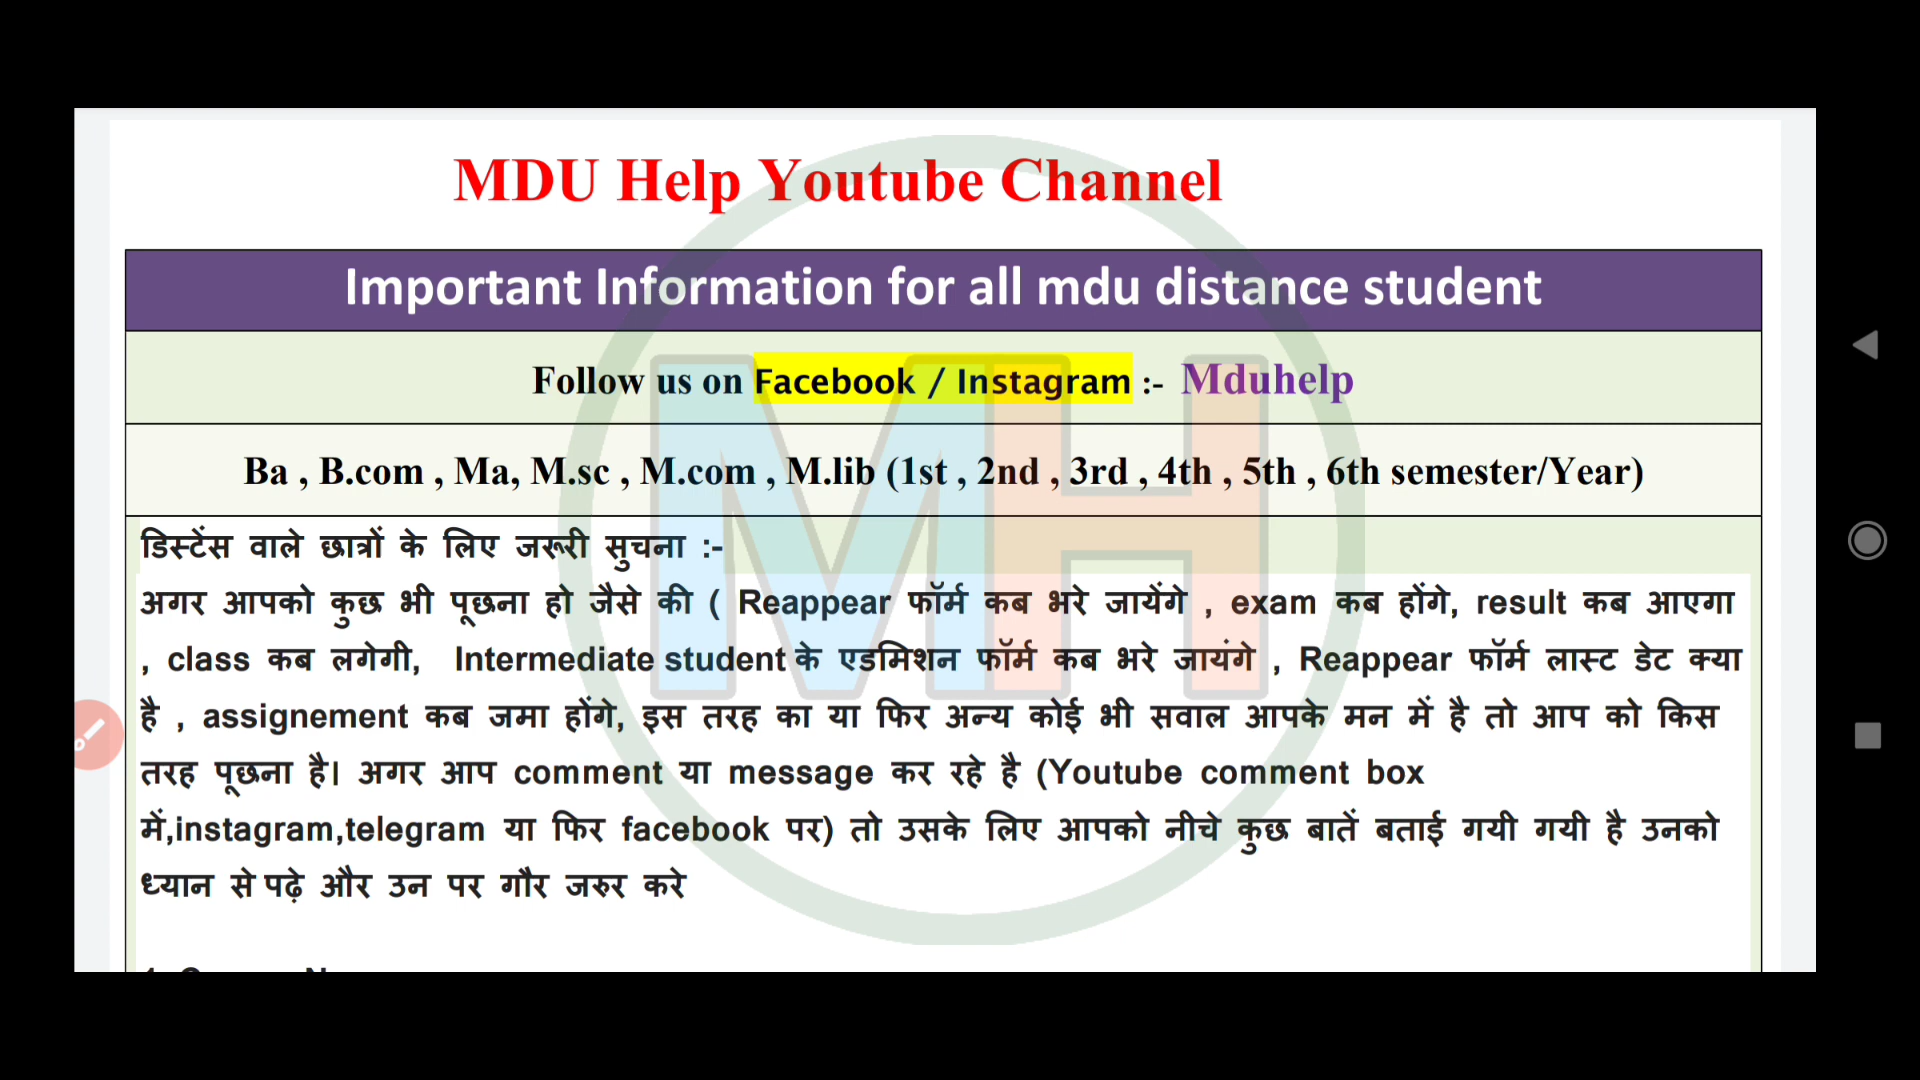 MDU Help Youtube Channel
Important Information for all mdu distance student
Follow us on Facebook / Instagram :- Mduhelp
Ba , B.com , Ma, M.sc , M.com , M.lib (1st , 2nd , 3rd , 4th , 5th , 6th semester/Year)
डिस्टेंस वाले छात्रों के लिए जरूरी सुचना :-
अगर आपको कुछ भी पूछना हो जैसे की ( Reappear फॉर्म कब भरे जायेंगे , exam कब होंगे, result कब आएगा
, class कब लगेगी, Intermediate student के एडमिशन फॉर्म कब भरे जायंगे , Reappear फॉर्म लास्ट डेट क्या
है , assignement कब जमा होंगे, इस तरह का या फिर अन्य कोई भी सवाल आपके मन में है तो आप को किस
तरह पूछना है। अगर आप comment या message कर रहे है (Youtube comment box
में,instagram,telegram या फिर facebook पर) तो उसके लिए आपको नीचे कुछ बातें बताई गयी गयी है उनको
ध्यान से पढ़े और उन पर गौर जरुर करे
MH